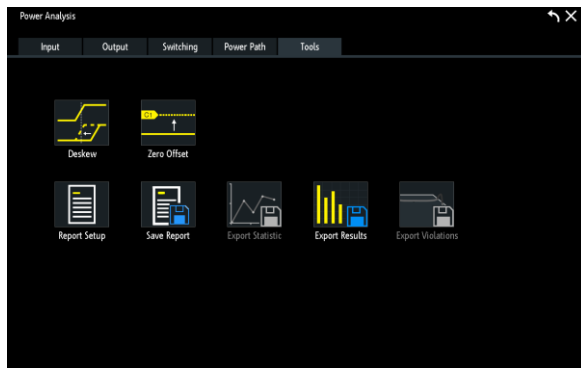 Power Analysis
Input Output Switching Power Path Tools
C1
Deskew Zero Offset
Report Setup Save Report Export Statistic Export Results Export Violations